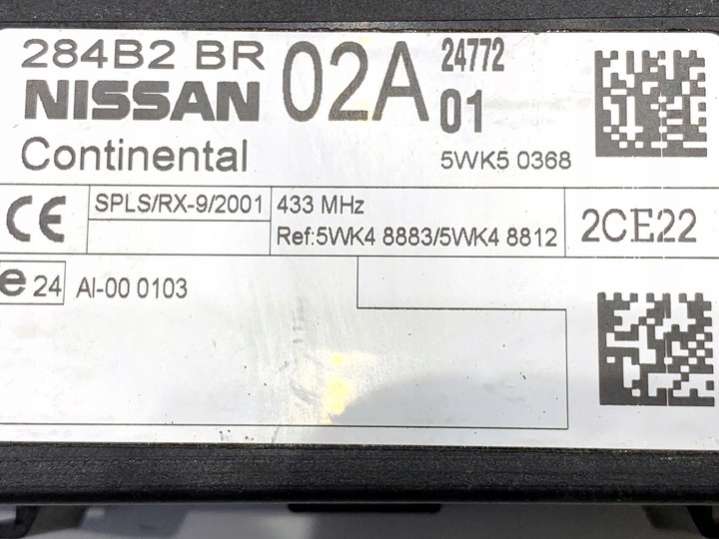 284B2 BR 02A 24772
NISSAN 01
Continental 5WK5 0368
CE SPLS/RX-9/2001 433 MHz 2CE22
Ref:5WK4 8883/5WK4 8812
e 24 AI-00 0103